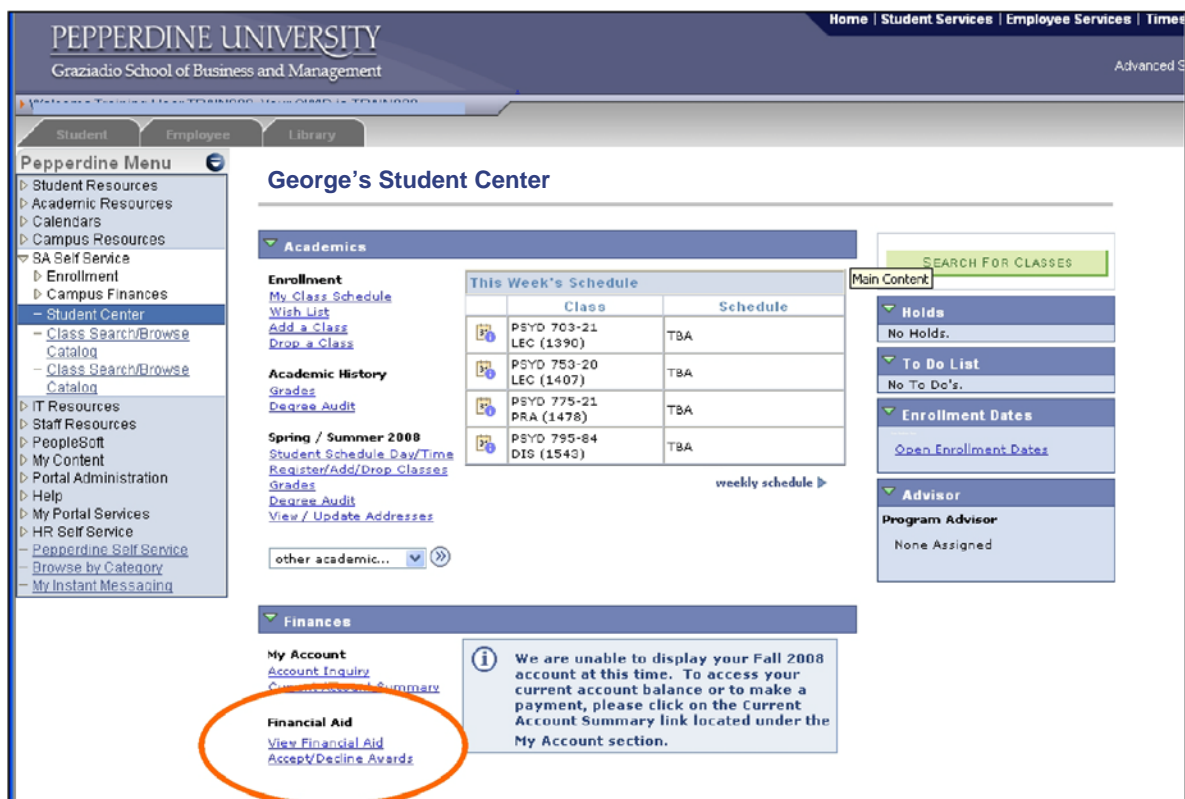 Home | Student Services | Employee Services | Times
PEPPERDINE UNIVERSITY
Graziadio School of Business and Management
Advanced S
Student Employee Library
Pepperdine Menu
Student Resources
Academic Resources
Calendars
Campus Resources
SA Self Service
Enrollment
Campus Finances
Student Center
Class Search/Browse
Catalog
Class Search/Browse
Catalog
IT Resources
Staff Resources
PeopleSoft
My Content
Portal Administration
Help
My Portal Services
HR Self Service
Pepperdine Self Service
Browse by Category
My Instant Messaging
George's Student Center
Academics
Enrollment
My Class Schedule
Wish List
Add a Class
Drop a Class
Academic History
Grades
Degree Audit
Spring / Summer 2008
Student Schedule Day/Time
Register/Add/Drop Classes
Grades
Degree Audit
View / Update Addresses
other academic...
This Week's Schedule
Class Schedule
PSYD 703-21
LEC (1390) TBA
PSYD 753-20
LEC (1407) TBA
PSYD 775-21
PRA (1478) TBA
PSYD 795-84
DIS (1543) TBA
weekly schedule
SEARCH FOR CLASSES
Main Content
Holds
No Holds.
To Do List
No To Do's.
Enrollment Dates
Open Enrollment Dates
Advisor
Program Advisor
None Assigned
Finances
My Account
Account Inquiry
Current Account Summary
Financial Aid
View Financial Aid
Accept/Decline Awards
We are unable to display your Fall 2008
account at this time. To access your
current account balance or to make a
payment, please click on the Current
Account Summary link located under the
My Account section.